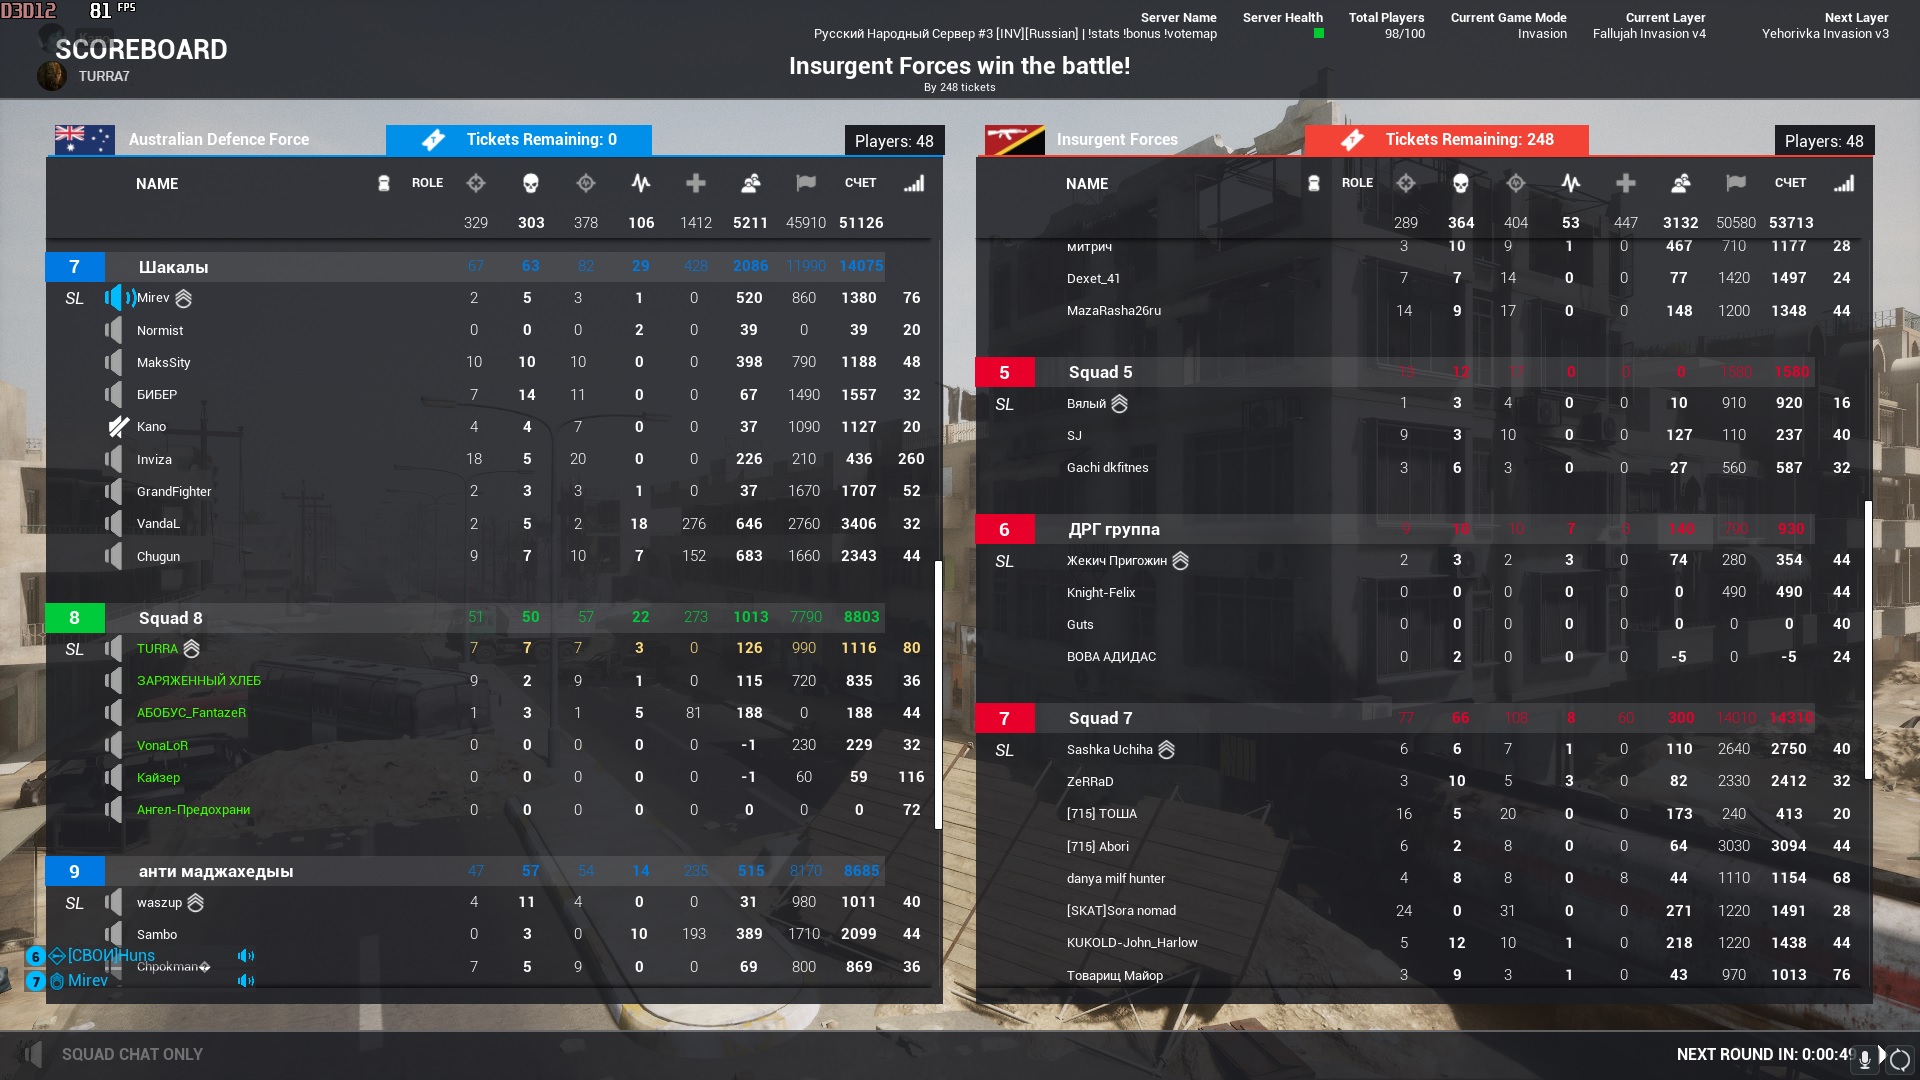 D3D12 81 FPS
SCOREBOARD
TURRA7
Server Name Server Health Total Players Current Game Mode Current Layer Next Layer
Русский Народный Сервер #3 [INV][Russian] | !stats !bonus !votemap 98/100 Invasion Fallujah Invasion v4 Yehorivka Invasion v3
Insurgent Forces win the battle!
By 248 tickets
Australian Defence Force Tickets Remaining: 0 Players: 48
NAME ROLE СЧЕТ
329 303 378 106 1412 5211 45910 51126
7 Шакалы 67 63 82 29 428 2086 11990 14075
SL Mirev 2 5 3 1 0 520 860 1380 76
Normist 0 0 0 2 0 39 0 39 20
MaksSity 10 10 10 0 0 398 790 1188 48
БИБЕР 7 14 11 0 0 67 1490 1557 32
Kano 4 4 7 0 0 37 1090 1127 20
Inviza 18 5 20 0 0 226 210 436 260
GrandFighter 2 3 3 1 0 37 1670 1707 52
VandaL 2 5 2 18 276 646 2760 3406 32
Chugun 9 7 10 7 152 683 1660 2343 44
8 Squad 8 51 50 57 22 273 1013 7790 8803
SL TURRA 7 7 7 3 0 126 990 1116 80
ЗАРЯЖЕННЫЙ ХЛЕБ 9 2 9 1 0 115 720 835 36
АБОБУС_FantazeR 1 3 1 5 81 188 0 188 44
VonaLoR 0 0 0 0 0 -1 230 229 32
Кайзер 0 0 0 0 0 -1 60 59 116
Ангел-Предохрани 0 0 0 0 0 0 0 0 72
9 анти маджахедыы 47 57 54 14 235 515 8170 8685
SL waszup 4 11 4 0 0 31 980 1011 40
Sambo 0 3 0 10 193 389 1710 2099 44
Chpokman� 7 5 9 0 0 69 800 869 36
6 [СВОИ]Huns
7 Mirev
Insurgent Forces Tickets Remaining: 248 Players: 48
NAME ROLE СЧЕТ
289 364 404 53 447 3132 50580 53713
митрич 3 10 9 1 0 467 710 1177 28
Dexet_41 7 7 14 0 0 77 1420 1497 24
MazaRasha26ru 14 9 17 0 0 148 1200 1348 44
5 Squad 5 13 12 17 0 0 0 1580 1580
SL Вялый 1 3 4 0 0 10 910 920 16
SJ 9 3 10 0 0 127 110 237 40
Gachi dkfitnes 3 6 3 0 0 27 560 587 32
6 ДРГ группа 9 10 7 140 790 930
SL Жекич Пригожин 2 3 2 3 0 74 280 354 44
Knight-Felix 0 0 0 0 0 0 490 490 44
Guts 0 0 0 0 0 0 0 0 40
ВОВА АДИДАС 0 2 0 0 0 -5 0 -5 24
7 Squad 7 77 66 108 8 60 300 14010 14310
SL Sashka Uchiha 6 6 7 1 0 110 2640 2750 40
ZeRRaD 3 10 5 3 0 82 2330 2412 32
[715] ТОША 16 5 20 0 0 173 240 413 20
[715] Abori 6 2 8 0 0 64 3030 3094 44
danya milf hunter 4 8 8 0 8 44 1110 1154 68
[SKAT]Sora nomad 24 0 31 0 0 271 1220 1491 28
KUKOLD-John_Harlow 5 12 10 1 0 218 1220 1438 44
Товарищ Майор 3 9 3 1 0 43 970 1013 76
SQUAD CHAT ONLY
NEXT ROUND IN: 0:00:49